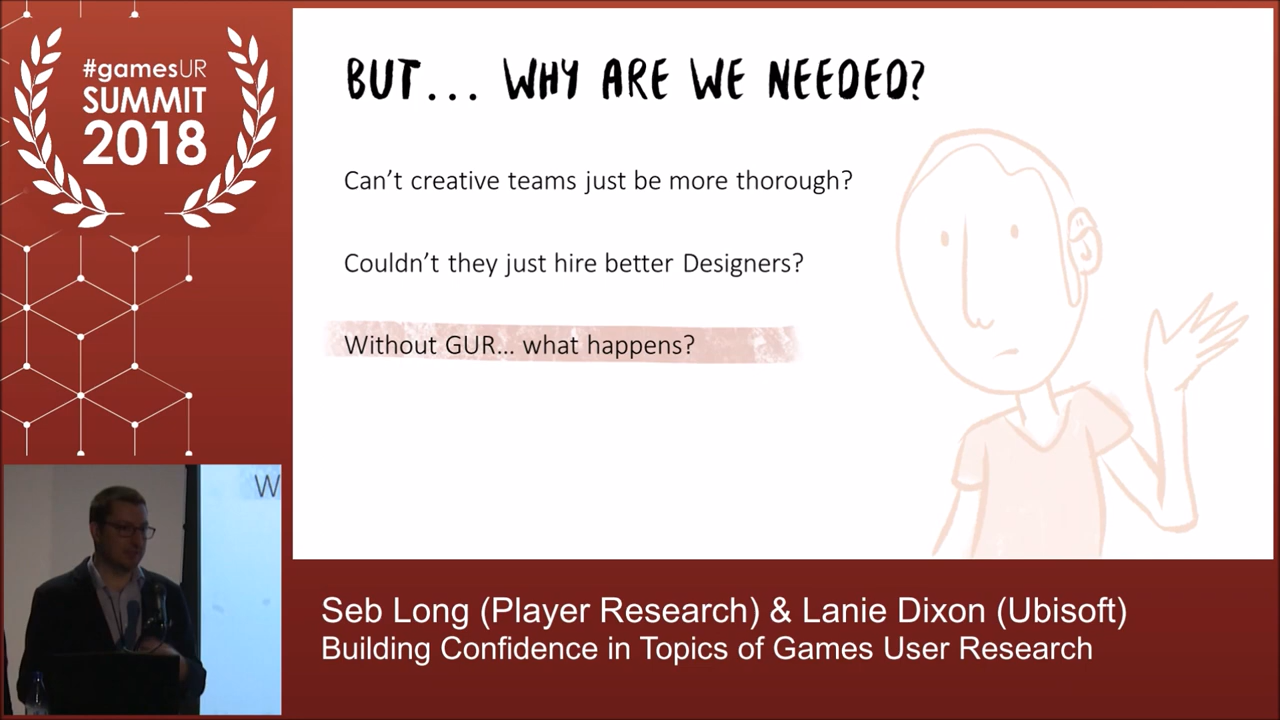 #gamesUR
SUMMIT
2018
BUT... WHY ARE WE NEEDED?
Can't creative teams just be more thorough?
Couldn't they just hire better Designers?
Without GUR... what happens?
W
Seb Long (Player Research) & Lanie Dixon (Ubisoft)
Building Confidence in Topics of Games User Research